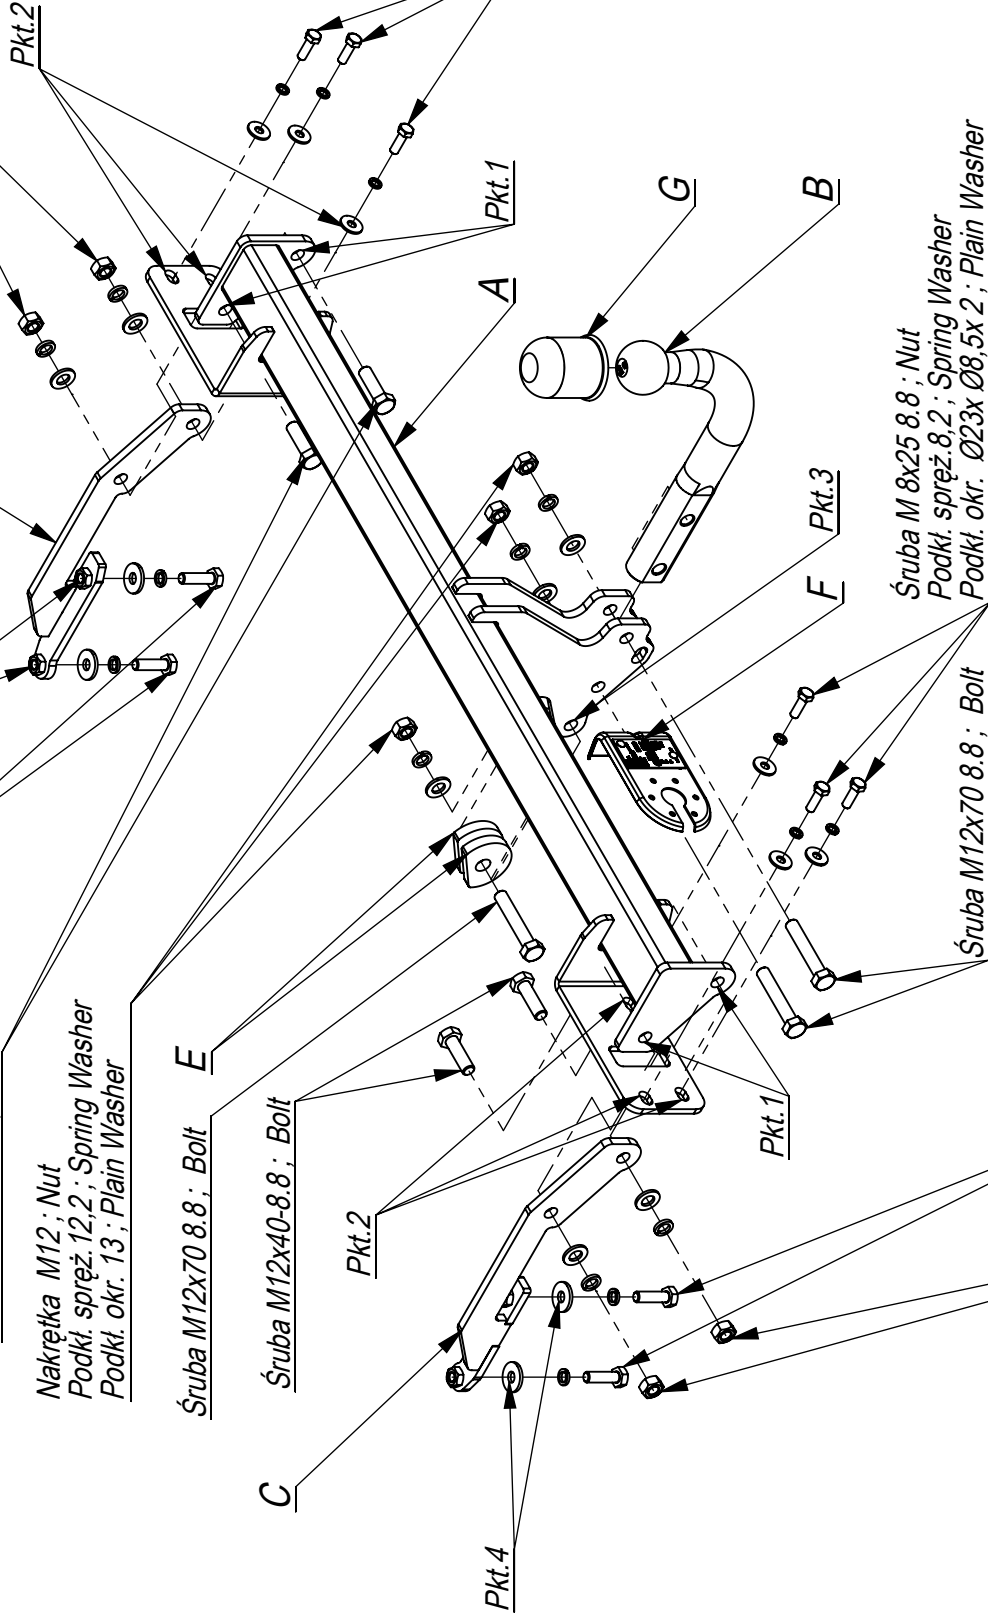 Pkt.2
Nakrętka M12 ; Nut
Podkł. spręż.12,2 ; Spring Washer
Podkł. okr. 13 ; Plain Washer
Śruba M12x70 8.8 ; Bolt
E
Śruba M12x40-8.8 ; Bolt
Pkt.2
C
Pkt.4
Pkt.1
A
G
B
Pkt.3
F
Pkt.1
Śruba M 8x25 8.8 ; Nut
Podkł. spręż.8,2 ; Spring Washer
Podkł. okr. Ø23x Ø8,5x 2 ; Plain Washer
Śruba M12x70 8.8 ; Bolt